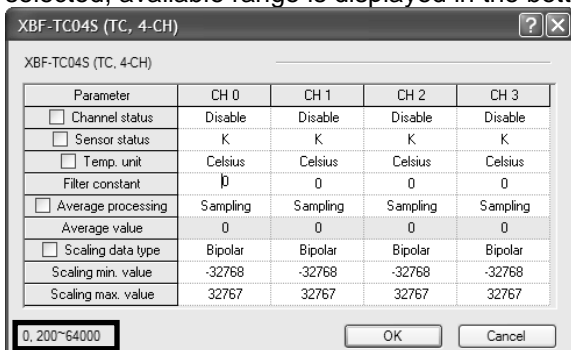 selected, available range is displayed in the bott
XBF-TC04S (TC, 4-CH)
XBF-TC04S (TC, 4-CH)
Parameter CH 0 CH 1 CH 2 CH 3
Channel status Disable Disable Disable Disable
Sensor status K K K K
Temp. unit Celsius Celsius Celsius Celsius
Filter constant 0 0 0 0
Average processing Sampling Sampling Sampling Sampling
Average value 0 0 0 0
Scaling data type Bipolar Bipolar Bipolar Bipolar
Scaling min. value -32768 -32768 -32768 -32768
Scaling max. value 32767 32767 32767 32767
0, 200~64000 OK Cancel